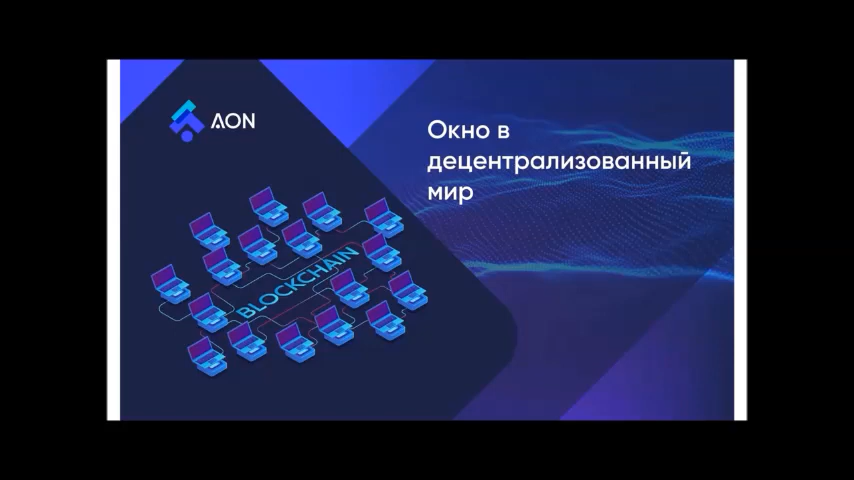 AON
Окно в
децентрализованный
мир
BLOCKCHAIN